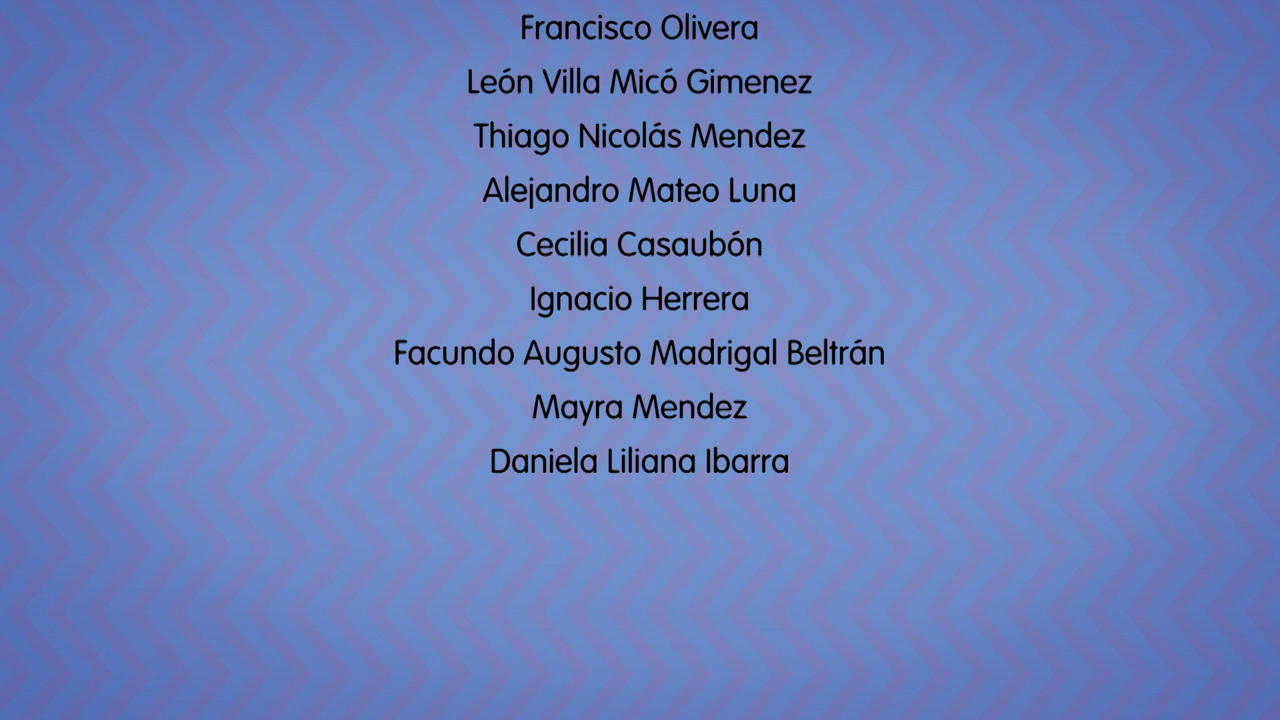 Francisco Olivera
León Villa Micó Gimenez
Thiago Nicolás Mendez
Alejandro Mateo Luna
Cecilia Casaubón
Ignacio Herrera
Facundo Augusto Madrigal Beltrán
Mayra Mendez
Daniela Liliana Ibarra